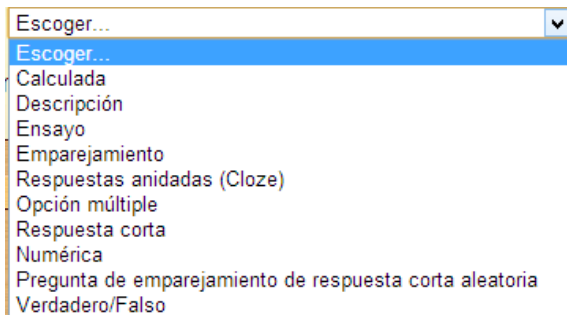 Escoger...
Escoger...
Calculada
Descripción
Ensayo
Emparejamiento
Respuestas anidadas (Cloze)
Opción múltiple
Respuesta corta
Numérica
Pregunta de emparejamiento de respuesta corta aleatoria
Verdadero/Falso